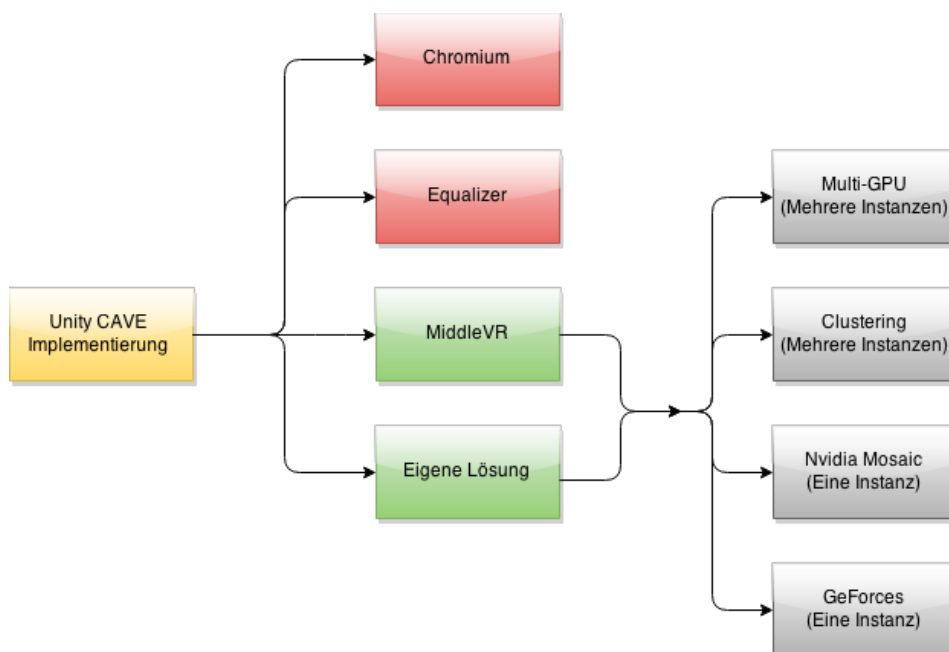 Unity CAVE
Implementierung
Chromium
Equalizer
MiddleVR
Eigene Lösung
Multi-GPU
(Mehrere Instanzen)
Clustering
(Mehrere Instanzen)
Nvidia Mosaic
(Eine Instanz)
GeForces
(Eine Instanz)